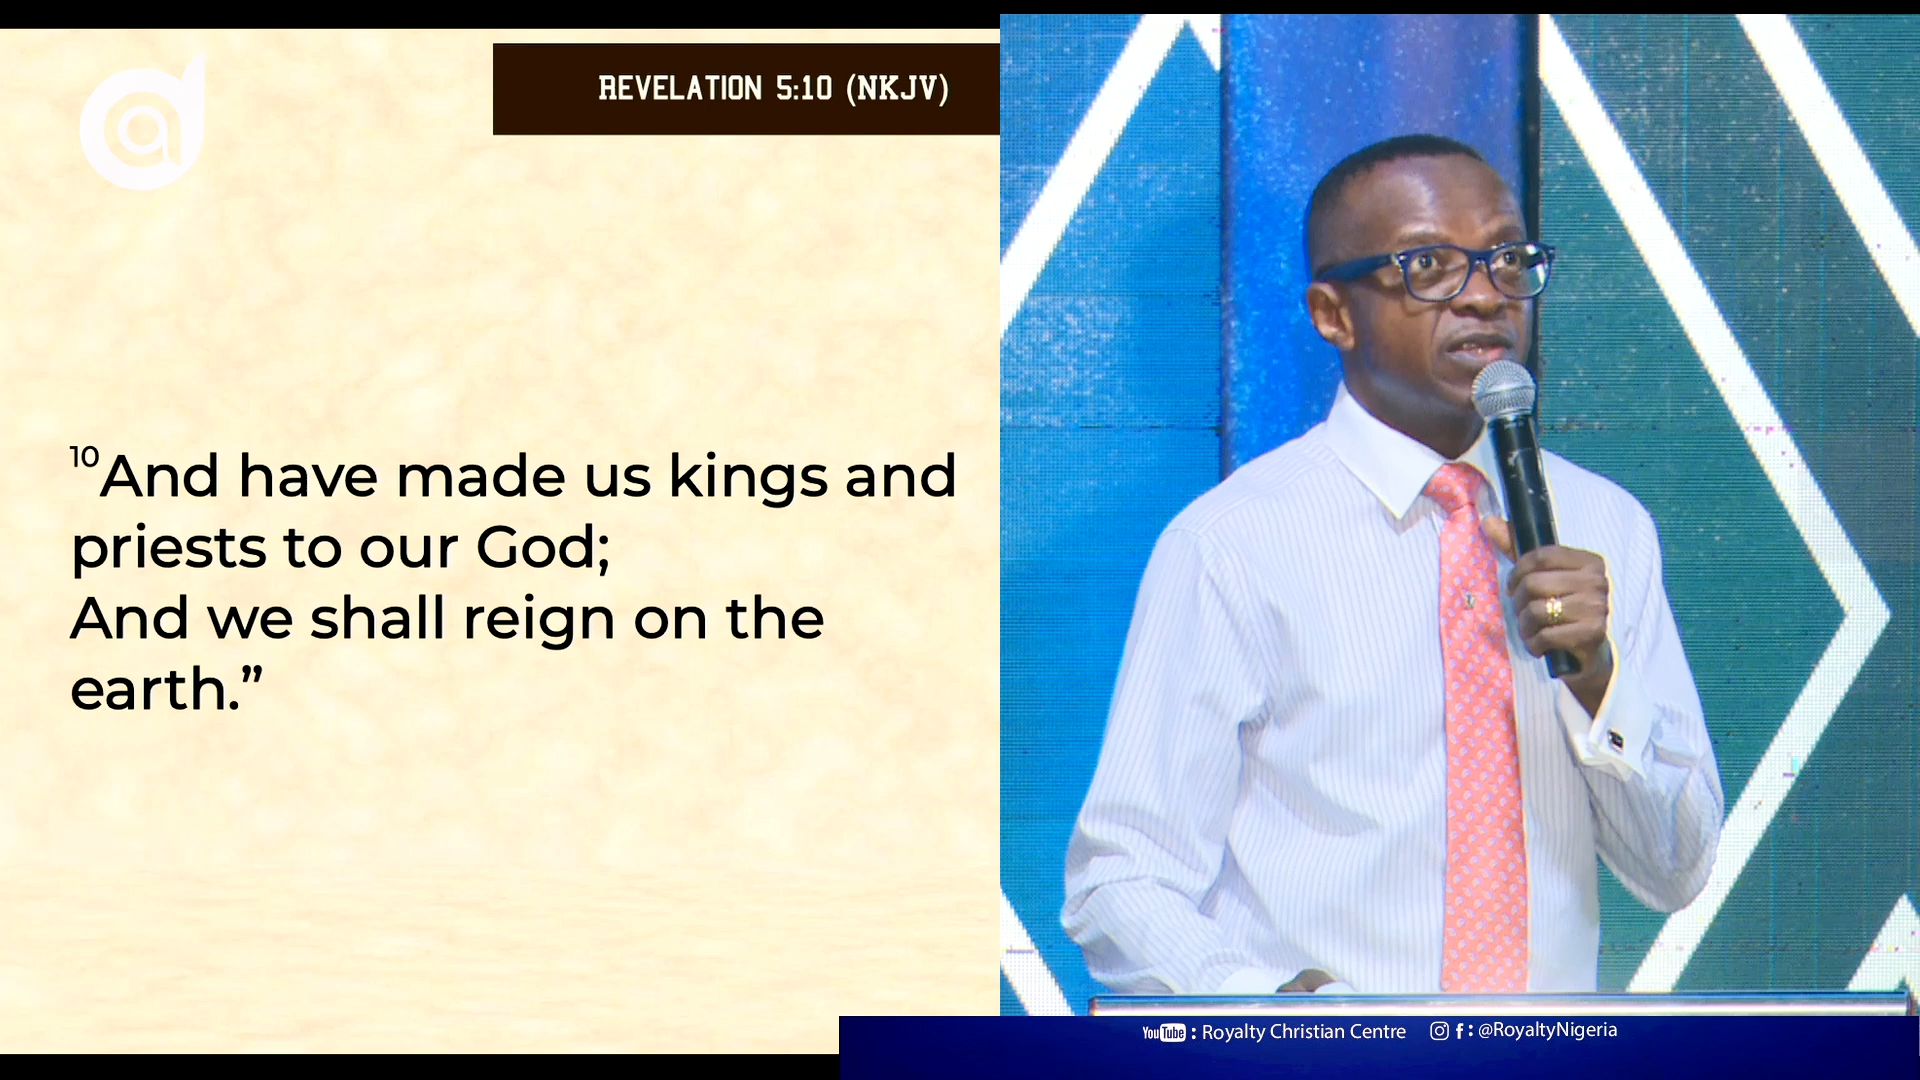 REVELATION 5:10 (NKJV)
10And have made us kings and
priests to our God;
And we shall reign on the
earth.”
YouTube : Royalty Christian Centre f : @RoyaltyNigeria